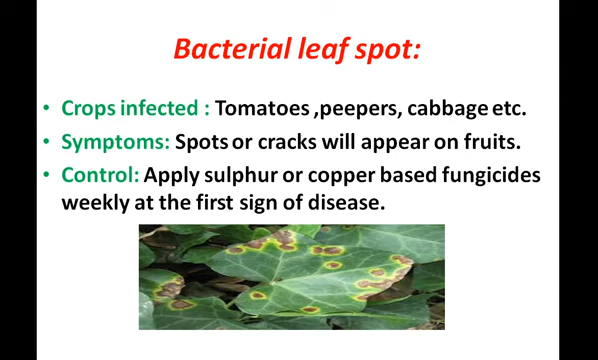 Bacterial leaf spot:
• Crops infected : Tomatoes ,peepers, cabbage etc.
• Symptoms: Spots or cracks will appear on fruits.
• Control: Apply sulphur or copper based fungicides
weekly at the first sign of disease.